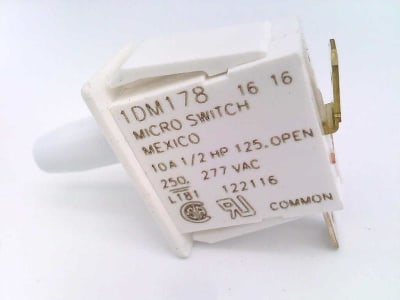 1DM178 16 16
MICRO SWITCH
MEXICO
10A 1/2 HP 125. OPEN
250. 277 VAC
L181 122116
COMMON